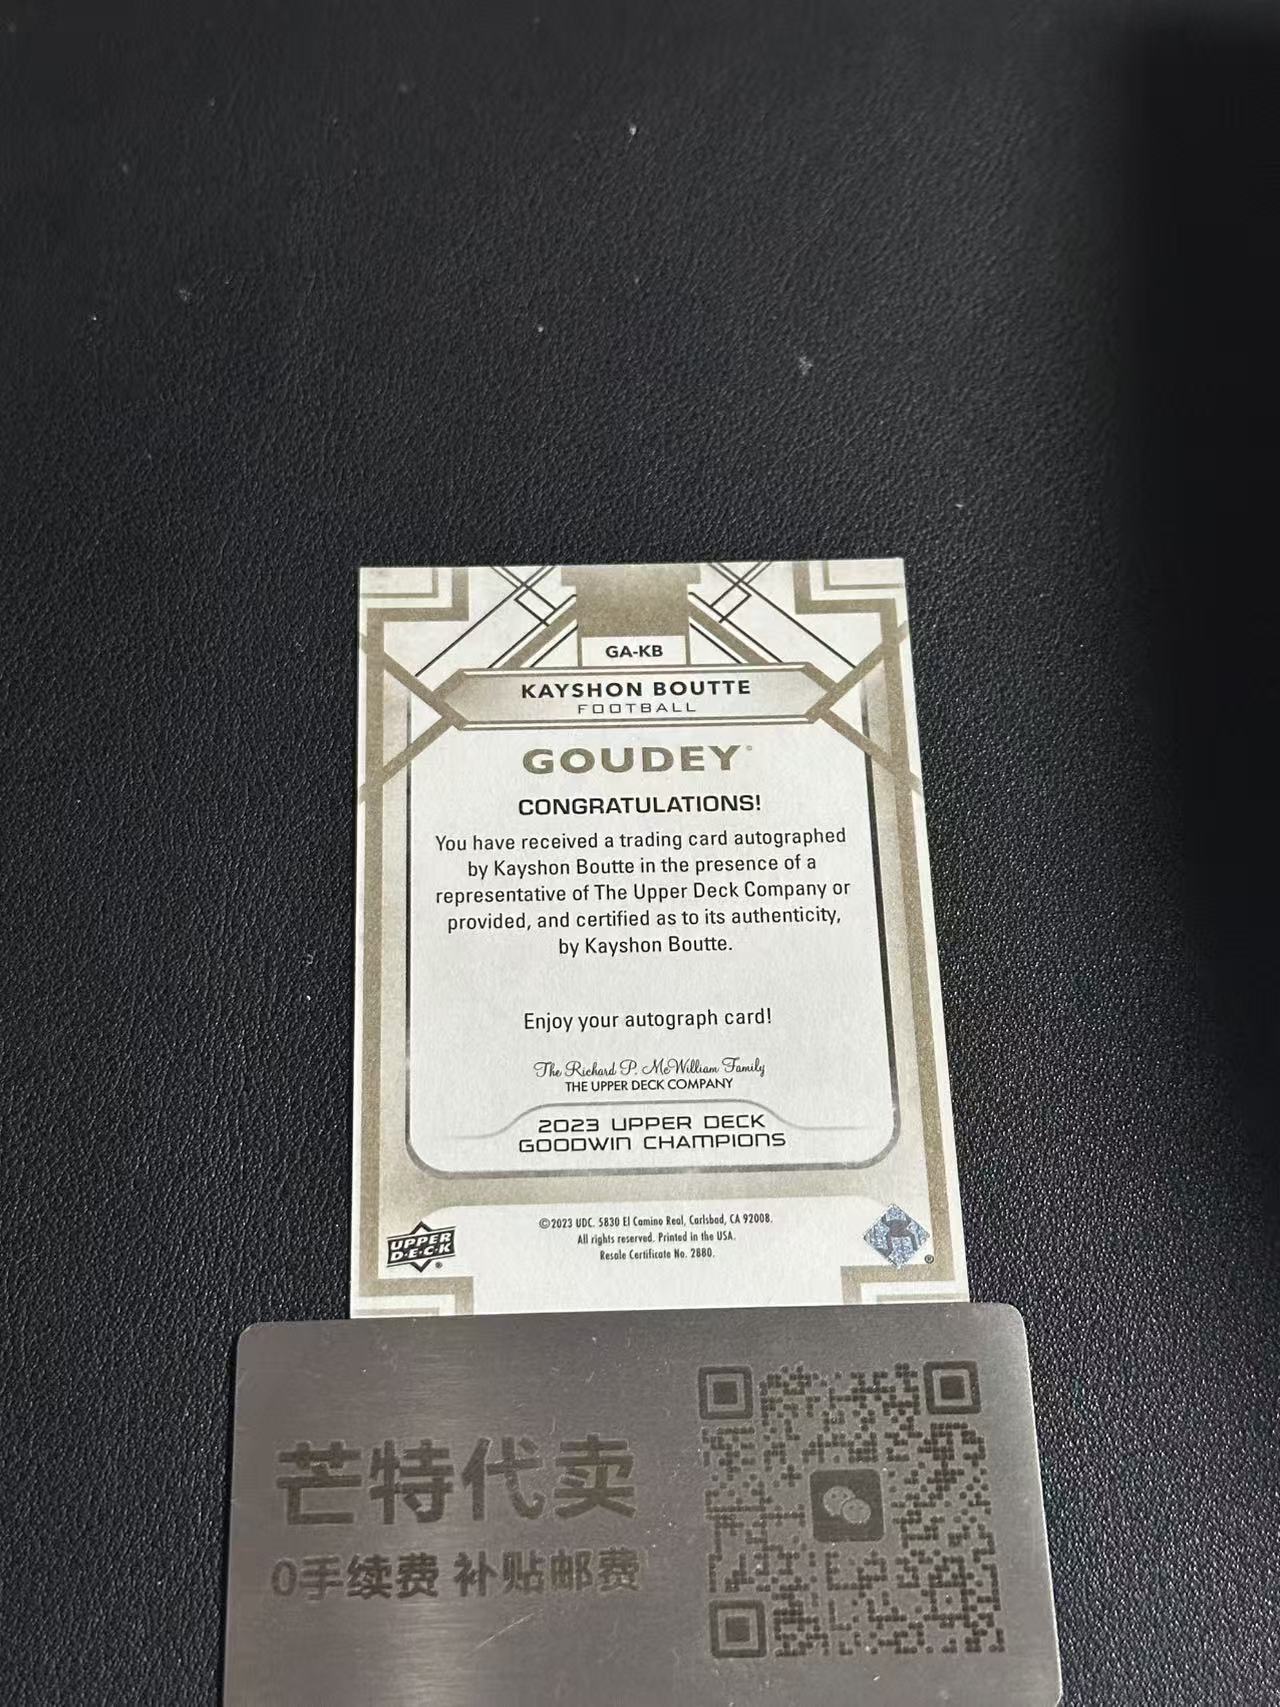 GA-KB
KAYSHON BOUTTE
FOOTBALL
GOUDEY®
CONGRATULATIONS!
You have received a trading card autographed
by Kayshon Boutte in the presence of a
representative of The Upper Deck Company or
provided, and certified as to its authenticity,
by Kayshon Boutte.
Enjoy your autograph card!
The Richard P. McWilliam Family
THE UPPER DECK COMPANY
2023 UPPER DECK
GOODWIN CHAMPIONS
©2023 UDC. 5830 El Camino Real, Carlsbad, CA 92008.
All rights reserved. Printed in the USA.
Resale Certificate No. 2880.
UPPER
D·E·C·K®
®
芒特代卖
0手续费 补贴邮费